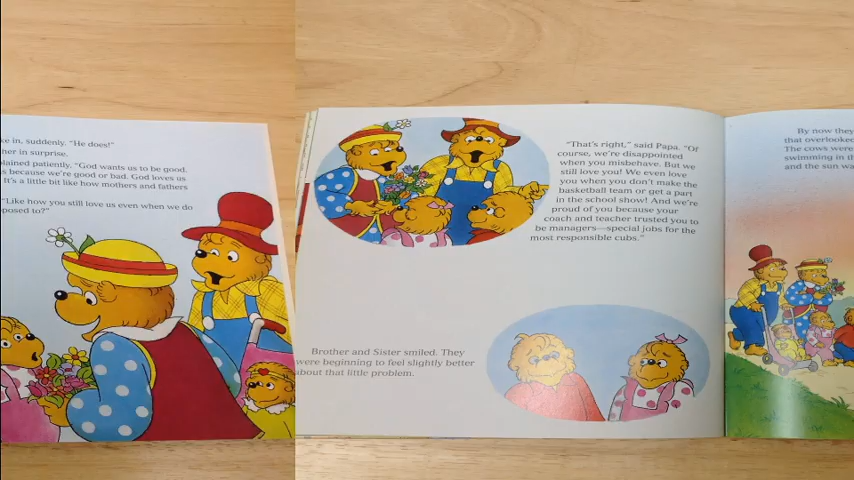 in, suddenly. "He does!"
her in surprise.
plained patiently. "God wants us to be good.
because we're good or bad. God loves us
It's a little bit like how mothers and fathers
"Like how you still love us even when we do
posed to?"
"That's right," said Papa. "Of
course, we're disappointed
when you misbehave. But we
still love you! We even love
you when you don't make the
basketball team or get a part
in the school show! And we're
proud of you because your
coach and teacher trusted you to
be managers—special jobs for the
most responsible cubs."
Brother and Sister smiled. They
were beginning to feel slightly better
about that little problem.
By now they
that overlooked
The cows were
swimming in th
and the sun wa